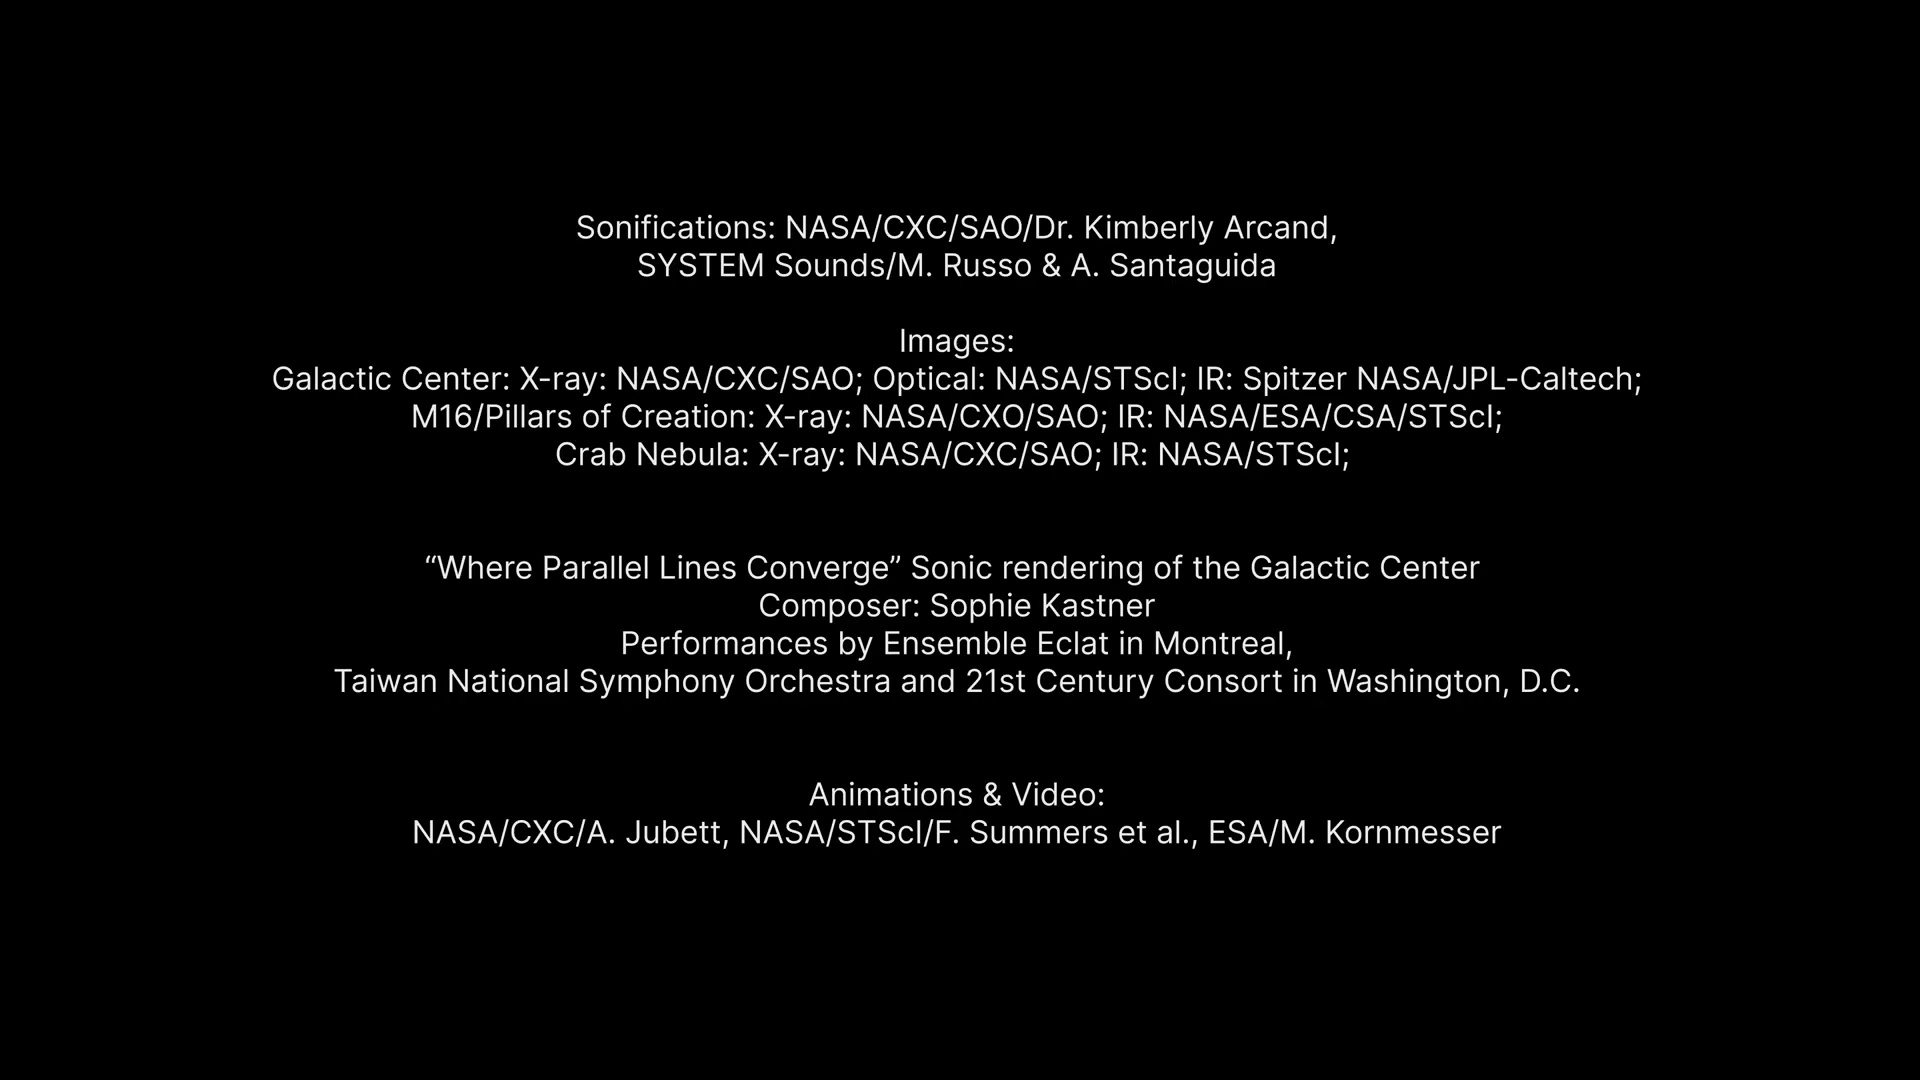 Sonifications: NASA/CXC/SAO/Dr. Kimberly Arcand,
SYSTEM Sounds/M. Russo & A. Santaguida
Images:
Galactic Center: X-ray: NASA/CXC/SAO; Optical: NASA/STScI; IR: Spitzer NASA/JPL-Caltech;
M16/Pillars of Creation: X-ray: NASA/CXO/SAO; IR: NASA/ESA/CSA/STScI;
Crab Nebula: X-ray: NASA/CXC/SAO; IR: NASA/STScI;
“Where Parallel Lines Converge” Sonic rendering of the Galactic Center
Composer: Sophie Kastner
Performances by Ensemble Eclat in Montreal,
Taiwan National Symphony Orchestra and 21st Century Consort in Washington, D.C.
Animations & Video:
NASA/CXC/A. Jubett, NASA/STScI/F. Summers et al., ESA/M. Kornmesser